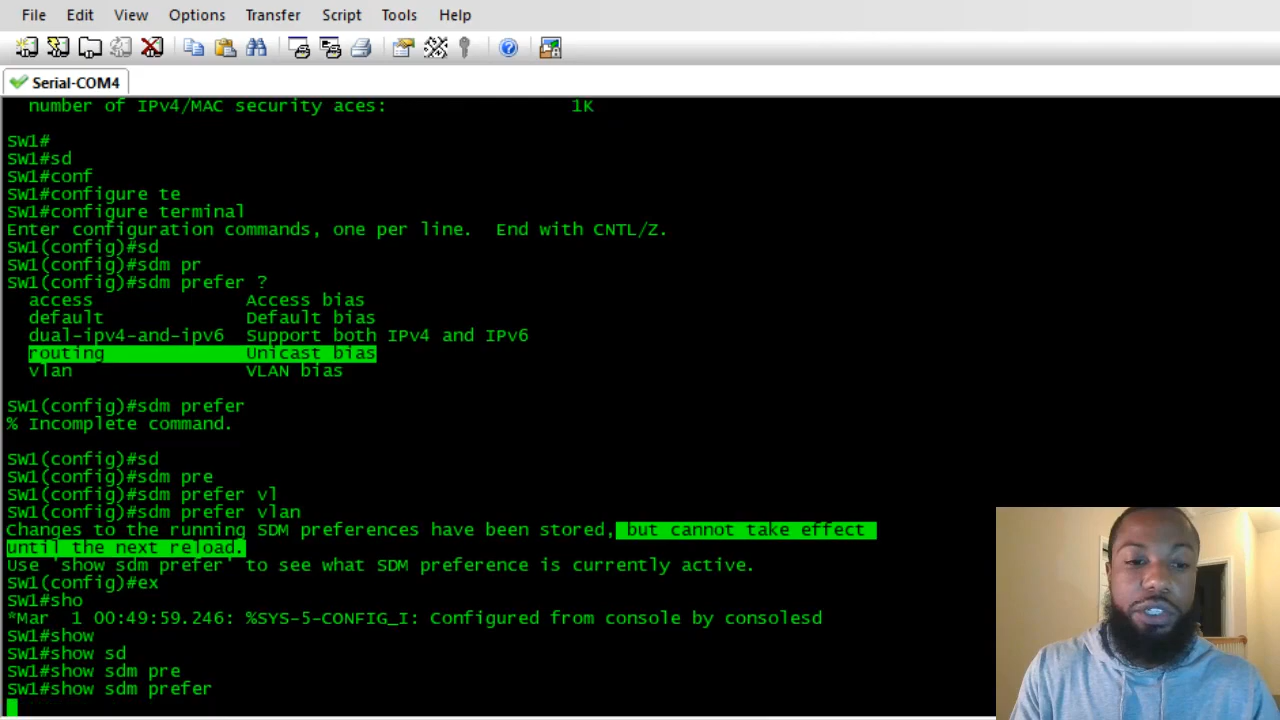 File Edit View Options Transfer Script Tools Help
Serial-COM4
number of IPv4/MAC security aces: 1K
SW1#
SW1#sd
SW1#conf
SW1#configure te
SW1#configure terminal
Enter configuration commands, one per line. End with CNTL/Z.
SW1(config)#sd
SW1(config)#sdm pr
SW1(config)#sdm prefer ?
access Access bias
default Default bias
dual-ipv4-and-ipv6 Support both IPv4 and IPv6
routing Unicast bias
vlan VLAN bias
SW1(config)#sdm prefer
% Incomplete command.
SW1(config)#sd
SW1(config)#sdm pre
SW1(config)#sdm prefer vl
SW1(config)#sdm prefer vlan
Changes to the running SDM preferences have been stored, but cannot take effect
until the next reload.
Use 'show sdm prefer' to see what SDM preference is currently active.
SW1(config)#ex
SW1#sho
*Mar 1 00:49:59.246: %SYS-5-CONFIG_I: Configured from console by consolesd
SW1#show
SW1#show sd
SW1#show sdm pre
SW1#show sdm prefer